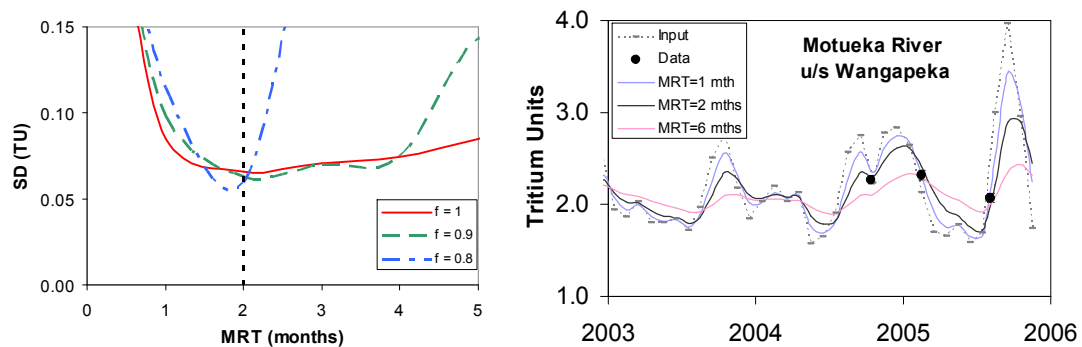 0.15
0.10
0.05
0.00
SD (TU)
f = 1
f = 0.9
f = 0.8
0 1 2 3 4 5
MRT (months)
4.0
3.0
2.0
1.0
Tritium Units
Input
Data
MRT=1 mth
MRT=2 mths
MRT=6 mths
Motueka River
u/s Wangapeka
2003 2004 2005 2006